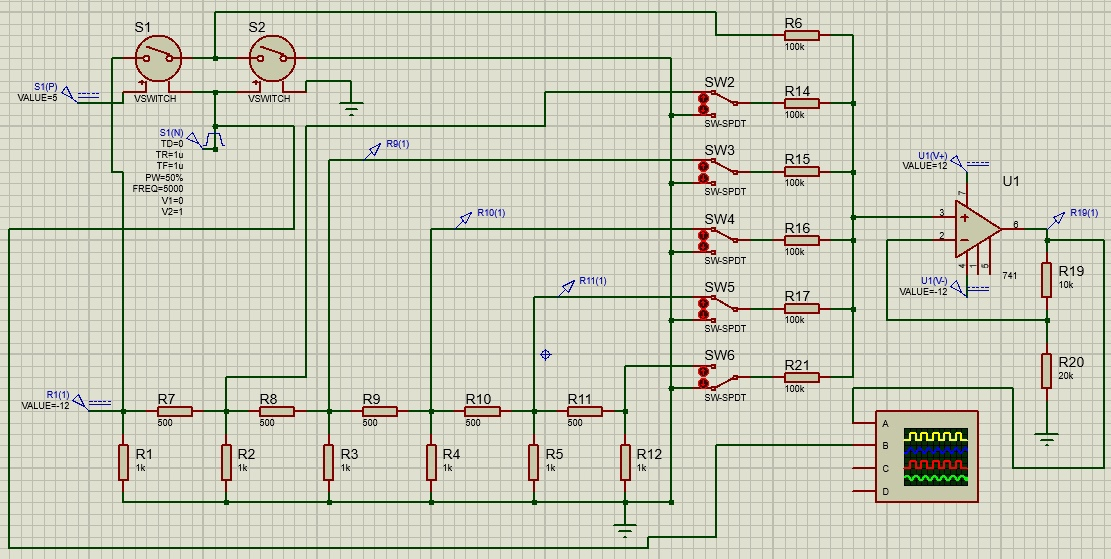 S1
S2
R6
100k
S1(P)
VALUE=5
VSWITCH
VSWITCH
SW2
R14
SW-SPDT
100k
S1(N)
TD=0
TR=1u
TF=1u
PW=50%
FREQ=5000
V1=0
V2=1
R9(1)
SW3
R15
SW-SPDT
100k
U1(V+)
VALUE=12
U1
7
3
2
6
4
1
5
741
U1(V-)
VALUE=-12
R19(1)
R10(1)
SW4
R16
SW-SPDT
100k
R11(1)
SW5
R17
SW-SPDT
100k
R19
10k
SW6
R21
SW-SPDT
100k
R20
20k
R1(1)
VALUE=-12
R7
500
R8
500
R9
500
R10
500
R11
500
R1
1k
R2
1k
R3
1k
R4
1k
R5
1k
R12
1k
A
B
C
D